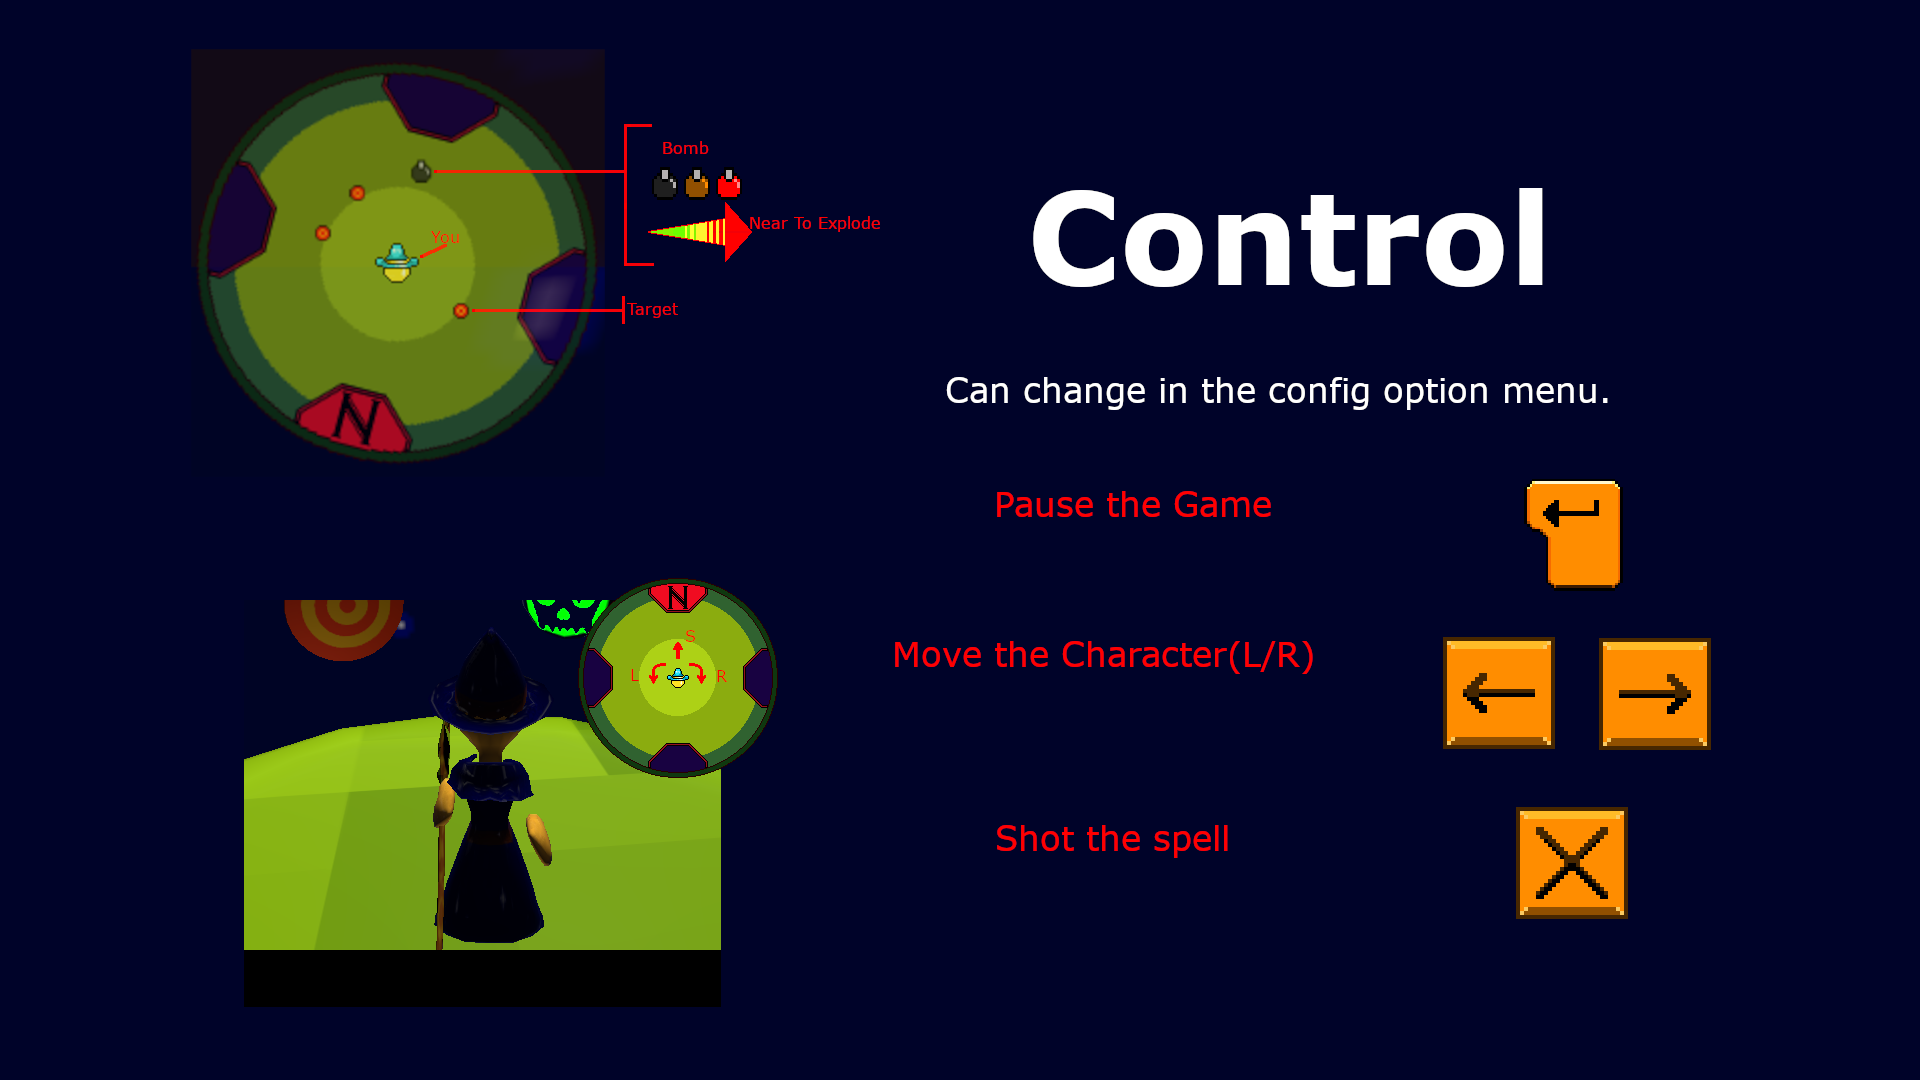 Bomb
Near To Explode
You
Target
N
Control
Can change in the config option menu.
Pause the Game
Move the Character(L/R)
Shot the spell
N
S
L
R